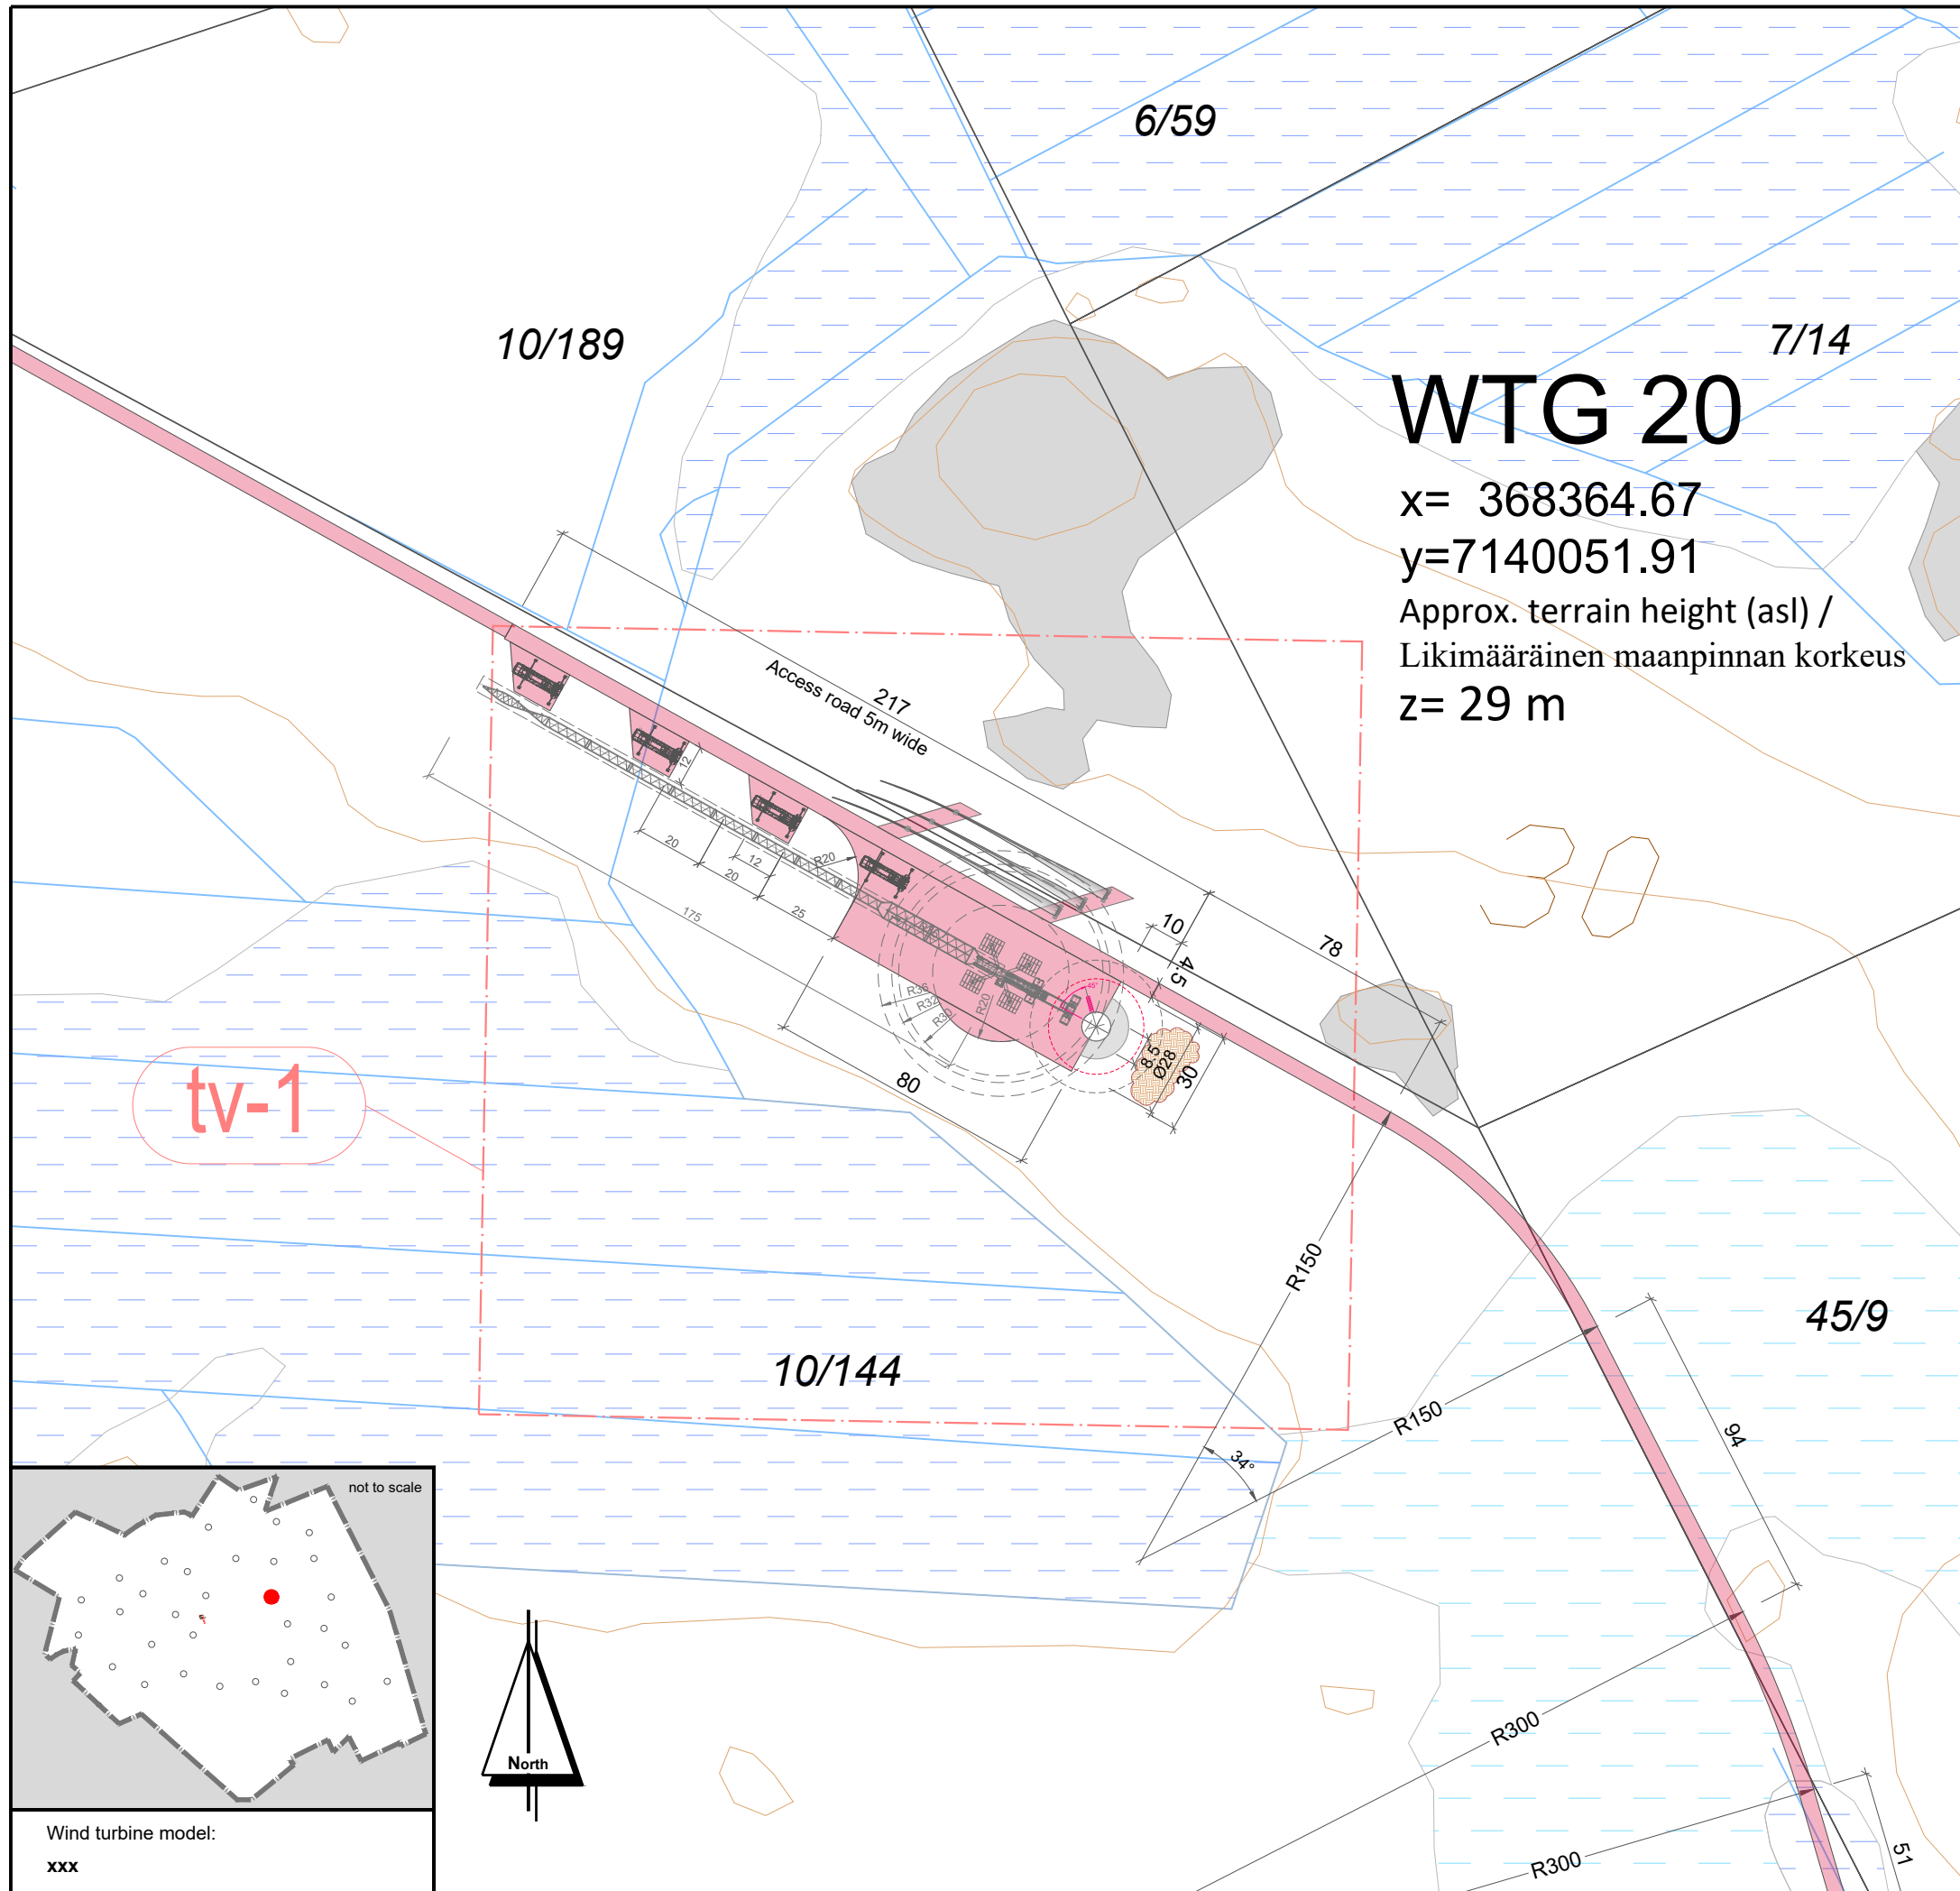 6/59
10/189
7/14
WTG 20
x= 368364.67
y=7140051.91
Approx. terrain height (asl) /
Likimääräinen maanpinnan korkeus
z= 29 m
217
Access road 5m wide
12
20
12
20
R20
25
175
10
78
4.5
45°
R36
R32
R30
R20
8.5
Ø28
30
80
30
tv-1
R150
45/9
10/144
R150
34°
94
not to scale
R300
North
R300
51
Wind turbine model:
xxx